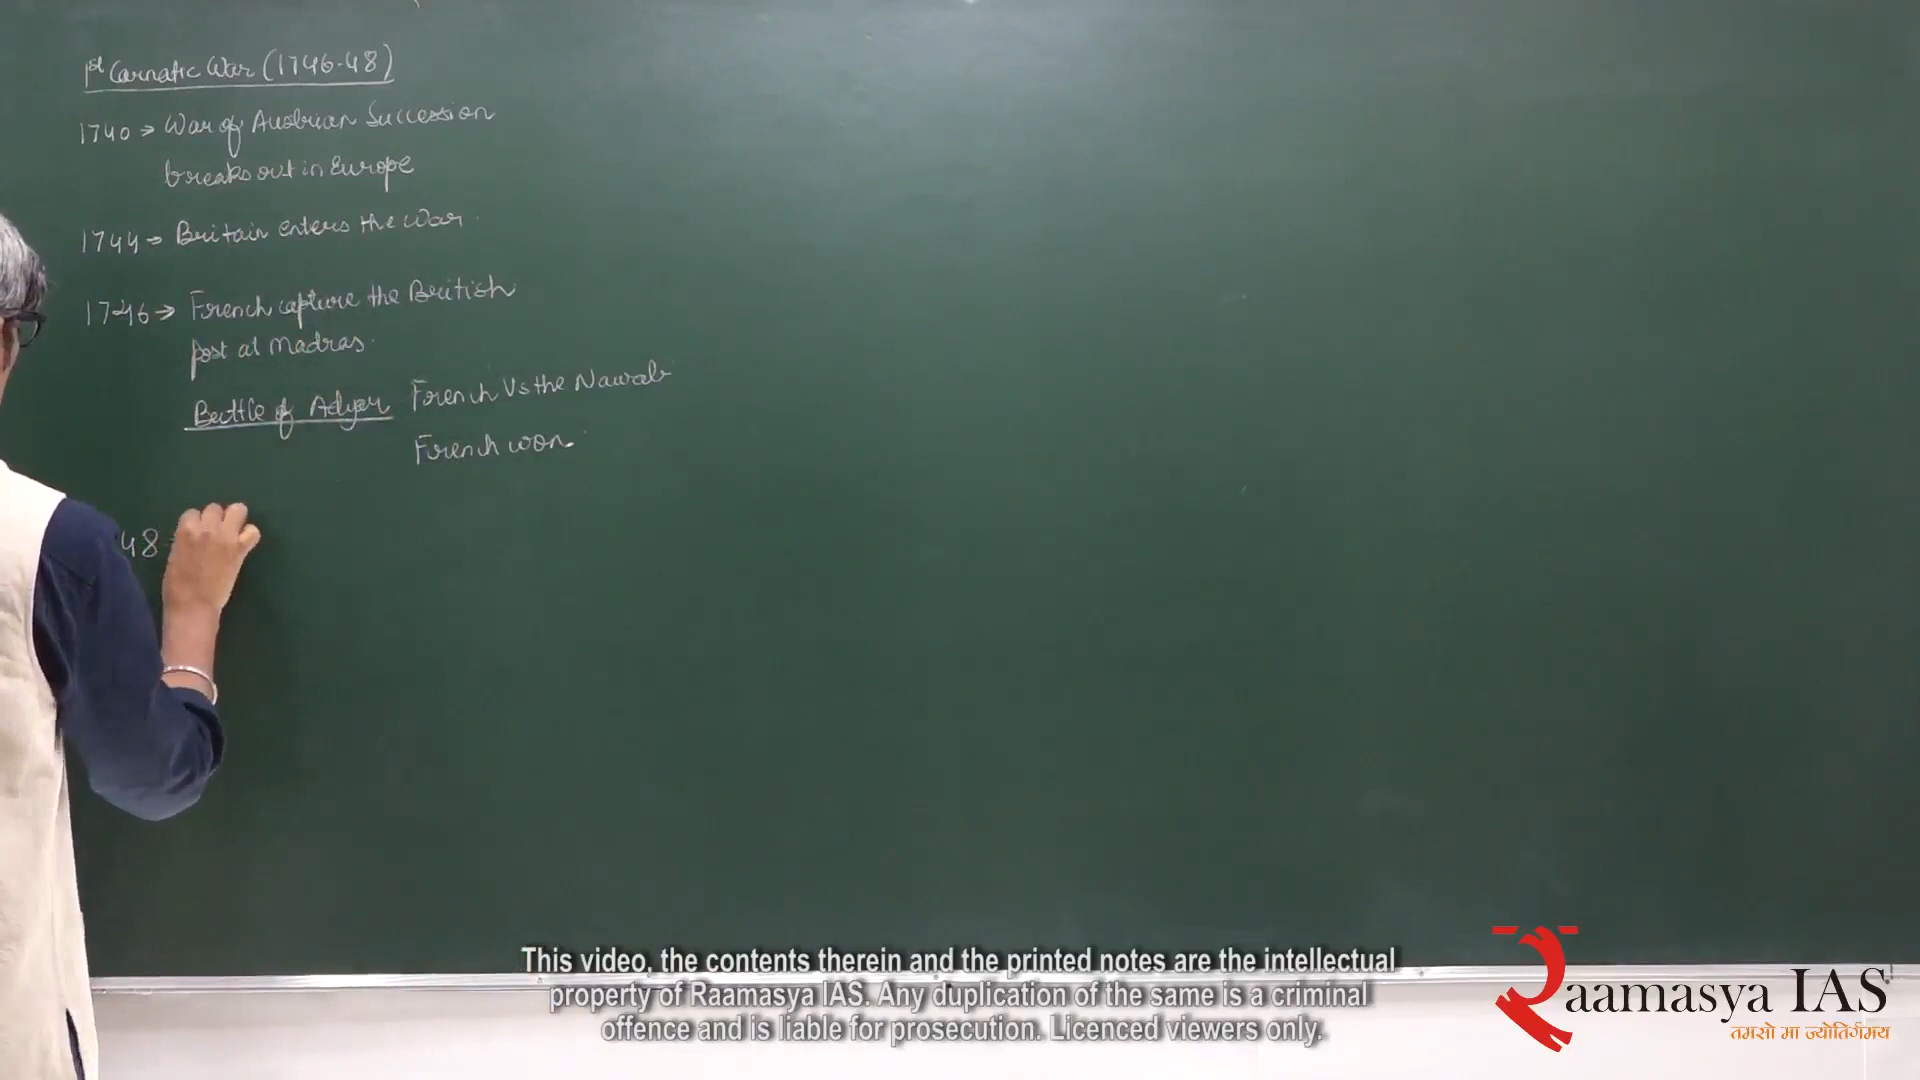 1st Carnatic War (1746-48)
1740 → War of Austrian Succession
breaks out in Europe
1744 → Britain enters the War.
1746 → French capture the British
post at Madras.
Battle of Adyar French Vs the Nawab
French won.
48
This video, the contents therein and the printed notes are the intellectual
property of Raamasya IAS. Any duplication of the same is a criminal
offence and is liable for prosecution. Licenced viewers only.
Raamasya IAS
तमसो मा ज्योतिर्गमय